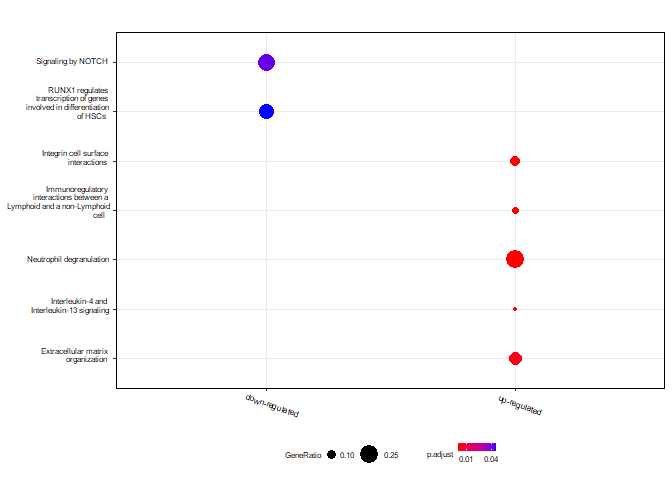 Signaling by NOTCH
RUNX1 regulates
transcription of genes
involved in differentiation
of HSCs
Integrin cell surface
interactions
Immunoregulatory
interactions between a
Lymphoid and a non-Lymphoid
cell
Neutrophil degranulation
Interleukin-4 and
Interleukin-13 signaling
Extracellular matrix
organization
down-regulated
up-regulated
GeneRatio 0.10 0.25
p.adjust
0.01 0.04